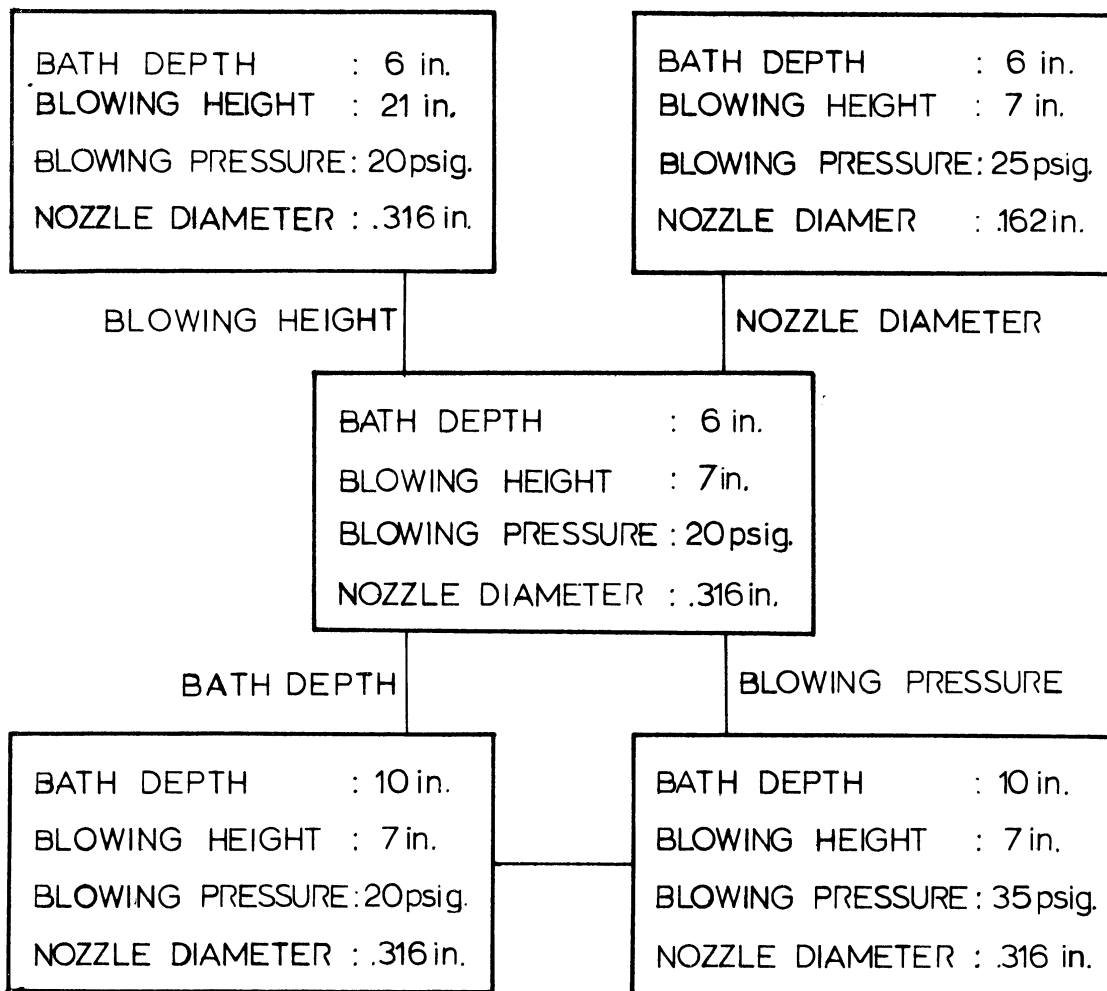 BATH DEPTH : 6 in.
BLOWING HEIGHT : 21 in.
BLOWING PRESSURE: 20psig.
NOZZLE DIAMETER : .316 in.
BATH DEPTH : 6 in.
BLOWING HEIGHT : 7 in.
BLOWING PRESSURE: 25psig.
NOZZLE DIAMER : .162in.
BLOWING HEIGHT
NOZZLE DIAMETER
BATH DEPTH : 6 in.
BLOWING HEIGHT : 7in.
BLOWING PRESSURE : 20psig.
NOZZLE DIAMETER : .316in.
BATH DEPTH
BLOWING PRESSURE
BATH DEPTH : 10 in.
BLOWING HEIGHT : 7 in.
BLOWING PRESSURE: 20psig.
NOZZLE DIAMETER : .316 in.
BATH DEPTH : 10 in.
BLOWING HEIGHT : 7 in.
BLOWING PRESSURE: 35psig.
NOZZLE DIAMETER : .316 in.